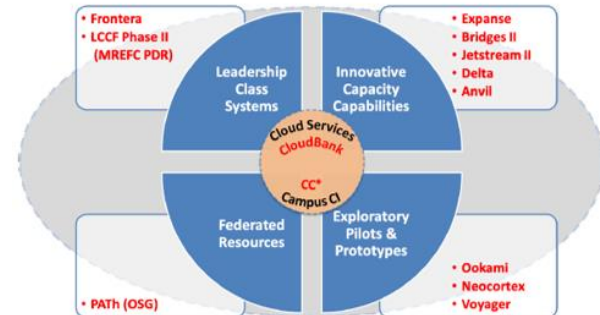 • Frontera
• LCCF Phase II
(MREFC PDR)
Leadership
Class
Systems
Innovative
Capacity
Capabilities
• Expanse
• Bridges II
• Jetstream II
• Delta
• Anvil
Cloud Services
CloudBank
CC*
Campus CI
Federated
Resources
Exploratory
Pilots &
Prototypes
• PATh (OSG)
• Ookami
• Neocortex
• Voyager